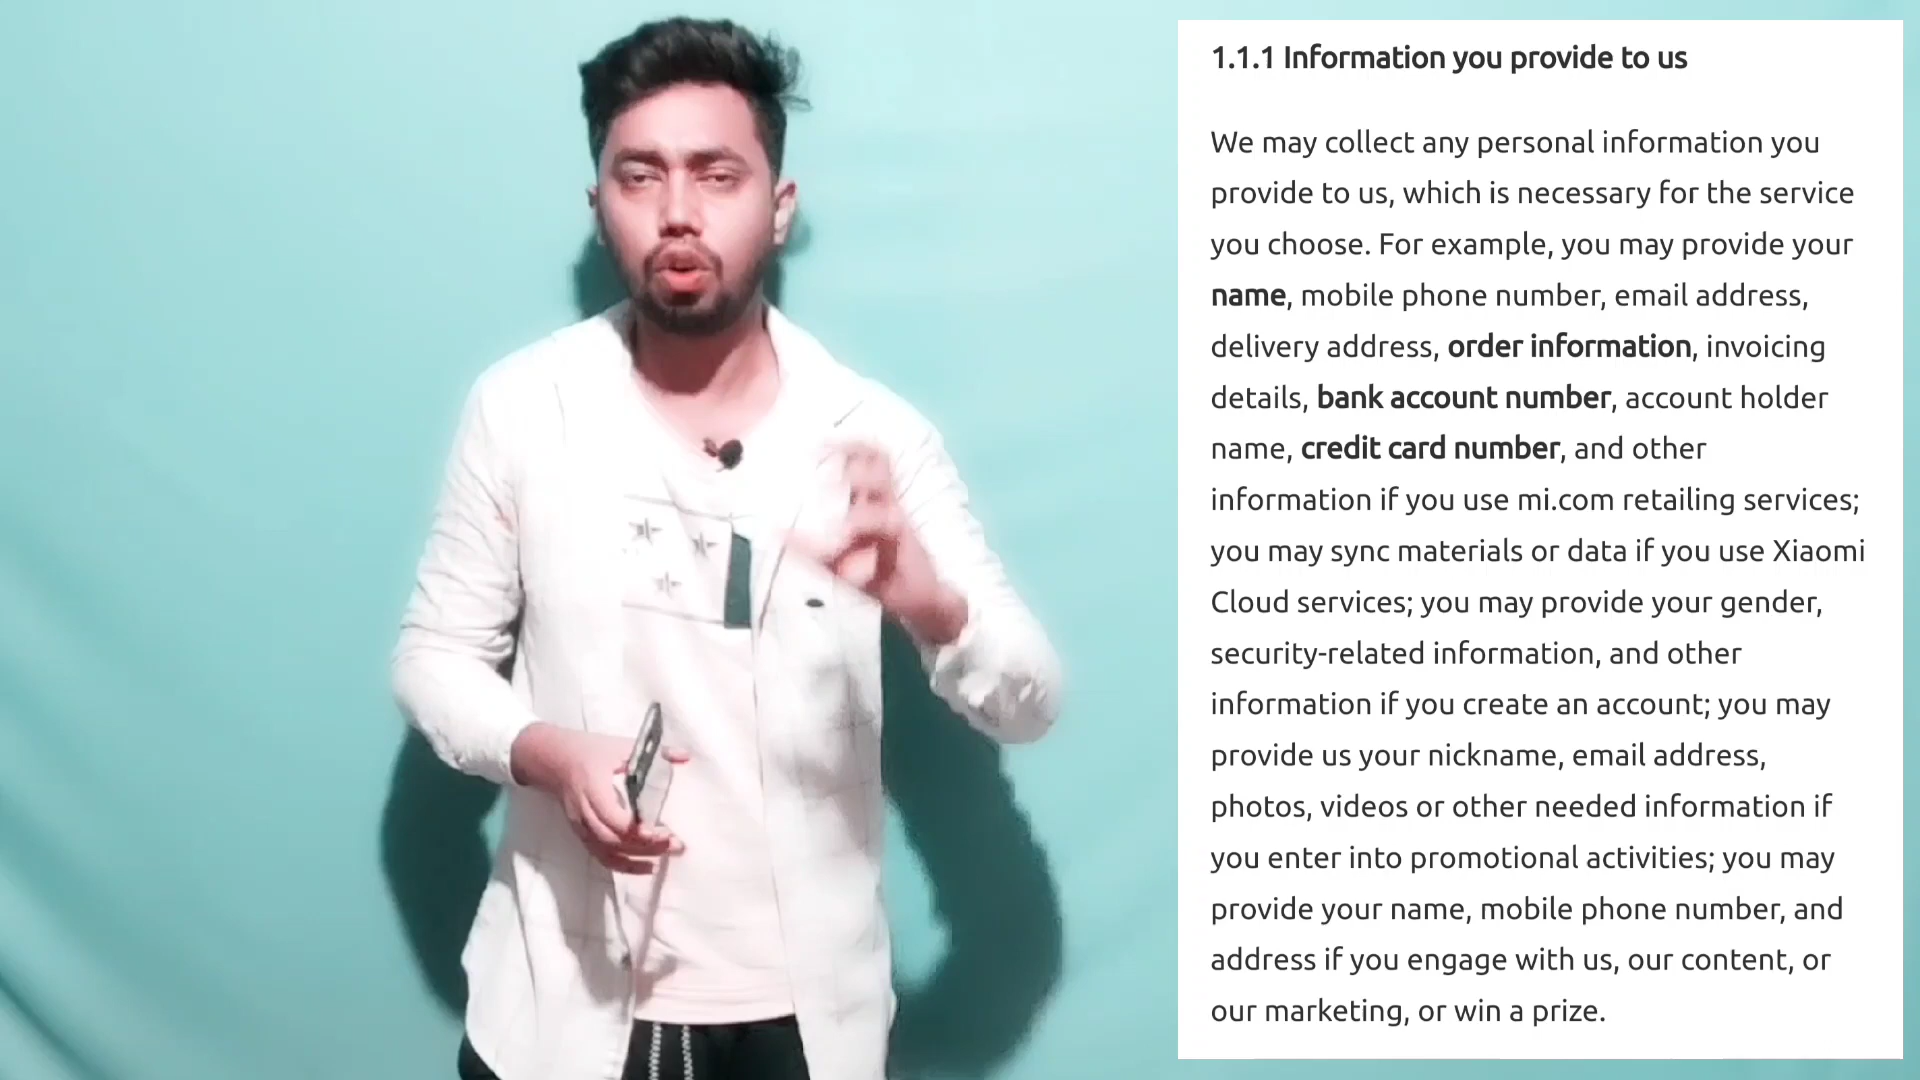 1.1.1 Information you provide to us
We may collect any personal information you
provide to us, which is necessary for the service
you choose. For example, you may provide your
name, mobile phone number, email address,
delivery address, order information, invoicing
details, bank account number, account holder
name, credit card number, and other
information if you use mi.com retailing services;
you may sync materials or data if you use Xiaomi
Cloud services; you may provide your gender,
security-related information, and other
information if you create an account; you may
provide us your nickname, email address,
photos, videos or other needed information if
you enter into promotional activities; you may
provide your name, mobile phone number, and
address if you engage with us, our content, or
our marketing, or win a prize.